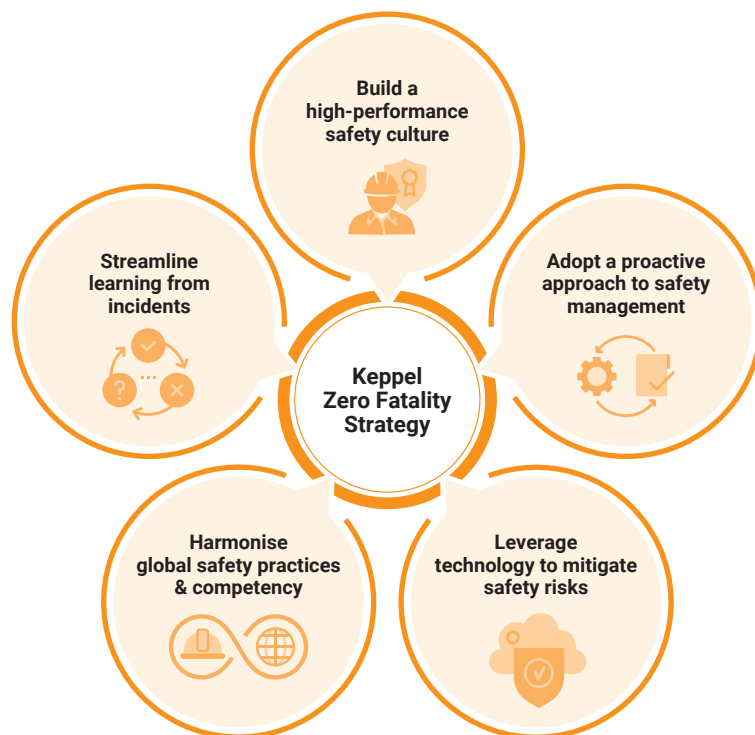 Build a
high-performance
safety culture
Streamline
learning from
incidents
Adopt a proactive
approach to safety
management
Keppel
Zero Fatality
Strategy
Harmonise
global safety practices
& competency
Leverage
technology to mitigate
safety risks